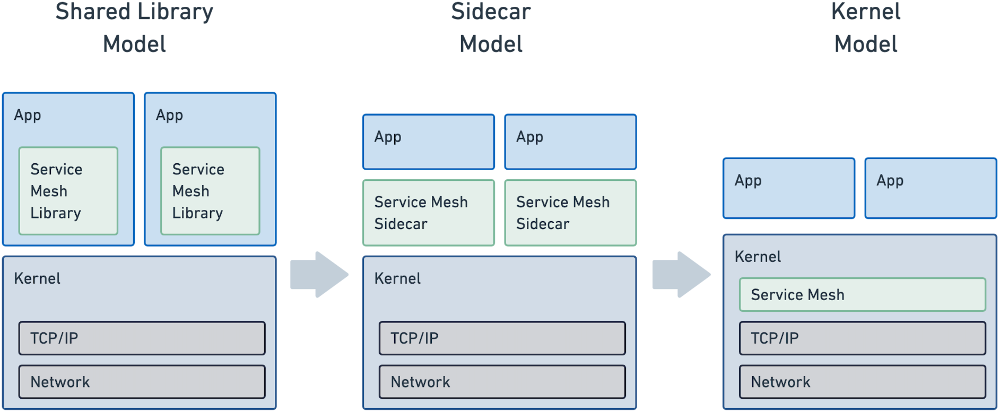 Shared Library
Model
App
Service
Mesh
Library
App
Service
Mesh
Library
Kernel
TCP/IP
Network
Sidecar
Model
App
App
Service Mesh
Sidecar
Service Mesh
Sidecar
Kernel
TCP/IP
Network
Kernel
Model
App
App
Kernel
Service Mesh
TCP/IP
Network